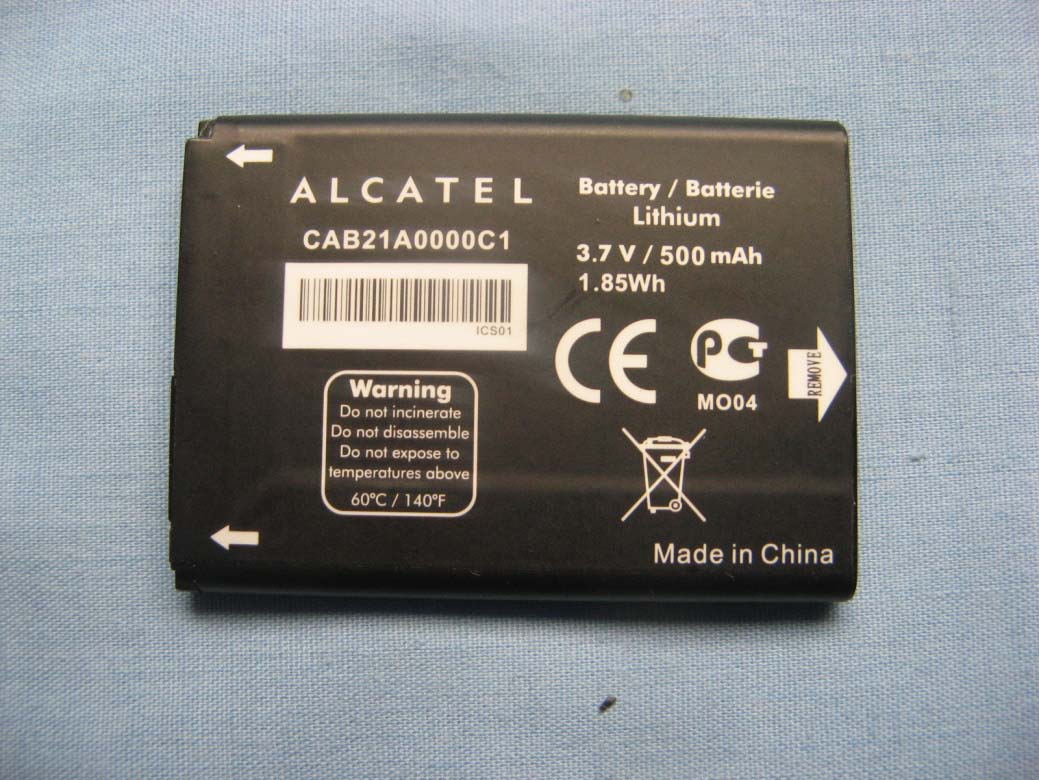 ALCATEL
CAB21A0000C1
ICS01
Warning
Do not incinerate
Do not disassemble
Do not expose to
temperatures above
60°C / 140°F
Battery / Batterie
Lithium
3.7 V / 500 mAh
1.85Wh
CE
PCT
MO04
REMOVE
Made in China